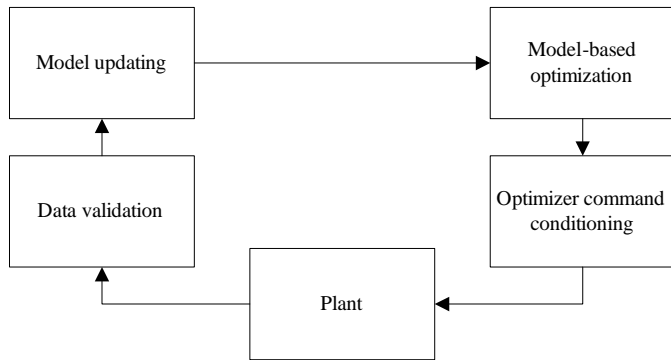 Model updating
Model-based
optimization
Data validation
Optimizer command
conditioning
Plant